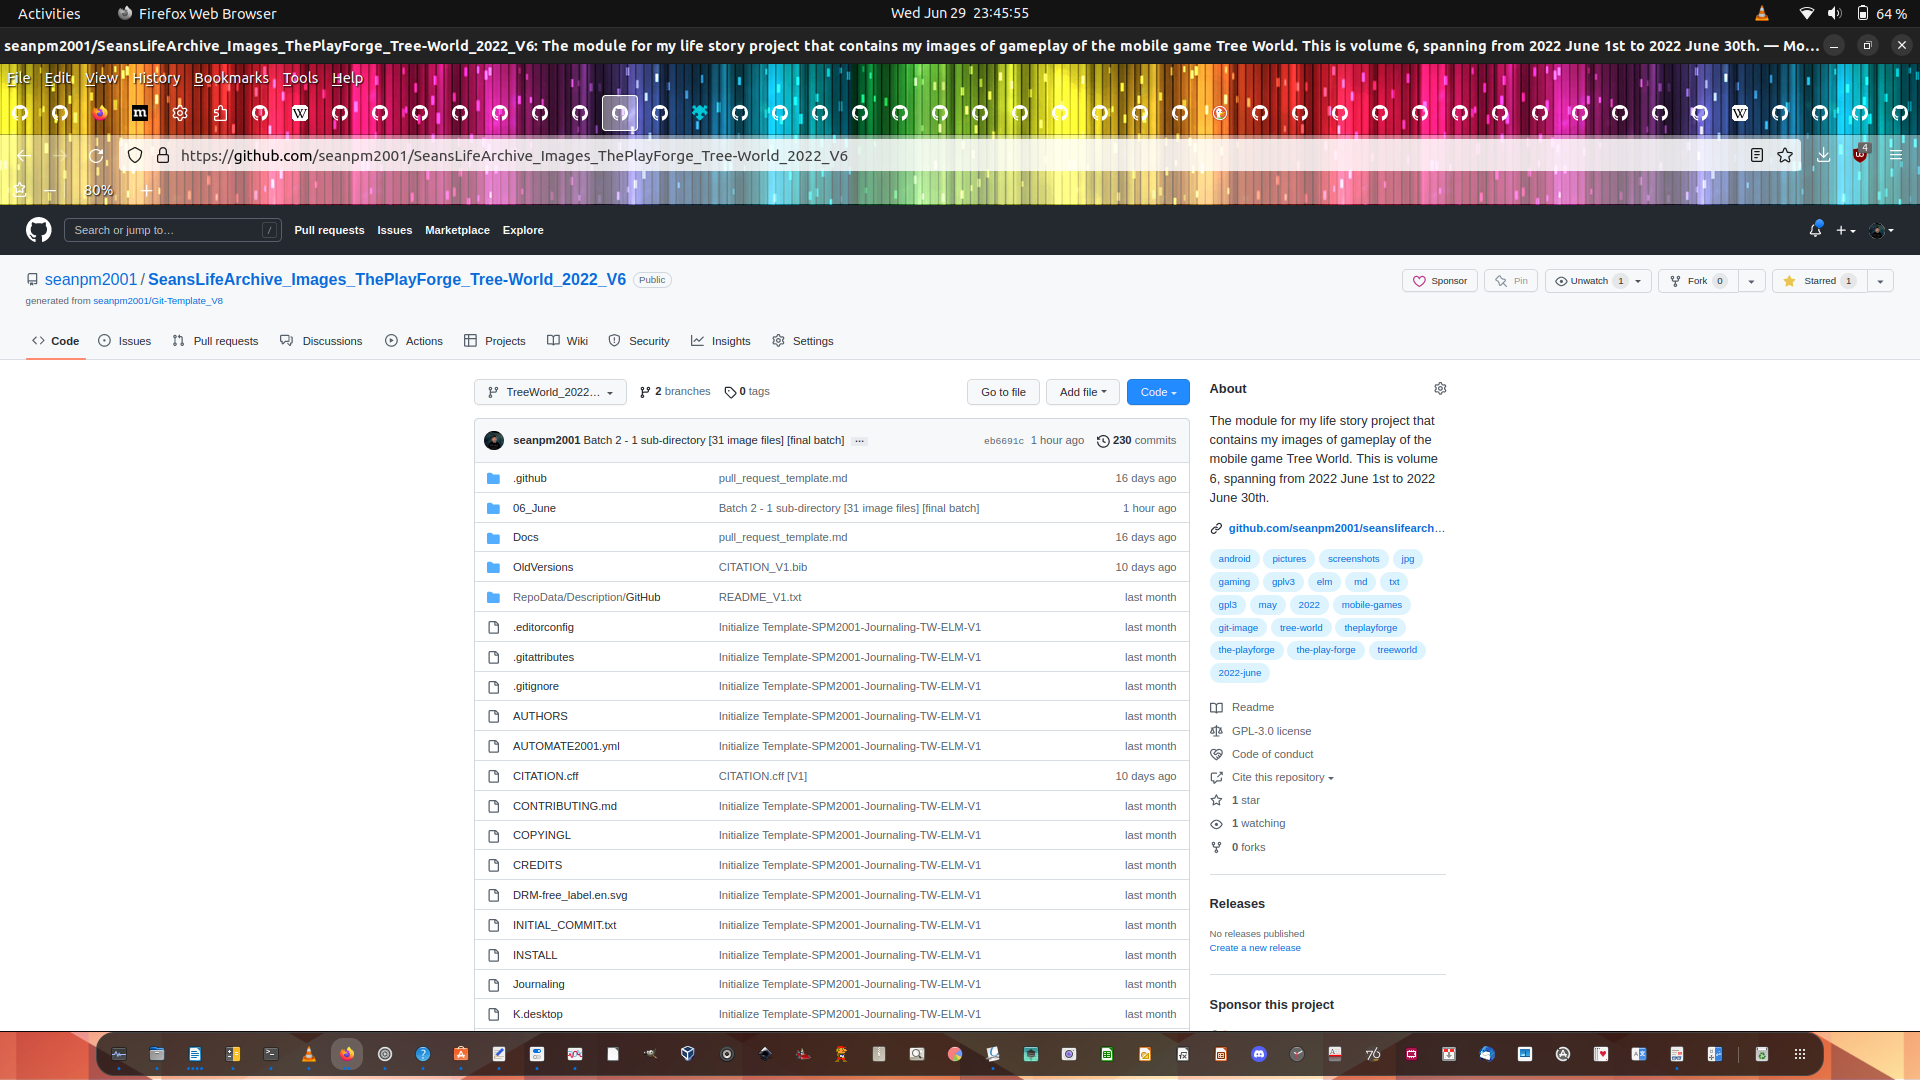 Activities
Firefox Web Browser
Wed Jun 29 23:45:55
64 %
seanpm2001/SeansLifeArchive_Images_ThePlayForge_Tree-World_2022_V6: The module for my life story project that contains my images of gameplay of the mobile game Tree World. This is volume 6, spanning from 2022 June 1st to 2022 June 30th. — Mo…
File Edit View History Bookmarks Tools Help
https://github.com/seanpm2001/SeansLifeArchive_Images_ThePlayForge_Tree-World_2022_V6
4
80%
Search or jump to…
/
Pull requests Issues Marketplace Explore
seanpm2001 / SeansLifeArchive_Images_ThePlayForge_Tree-World_2022_V6 Public
Sponsor Pin Unwatch 1 Fork 0 Starred 1
generated from seanpm2001/Git-Template_V8
Code Issues Pull requests Discussions Actions Projects Wiki Security Insights Settings
TreeWorld_2022… 2 branches 0 tags Go to file Add file Code
seanpm2001 Batch 2 - 1 sub-directory [31 image files] [final batch] … eb6691c 1 hour ago 230 commits
.github pull_request_template.md 16 days ago
06_June Batch 2 - 1 sub-directory [31 image files] [final batch] 1 hour ago
Docs pull_request_template.md 16 days ago
OldVersions CITATION_V1.bib 10 days ago
RepoData/Description/GitHub README_V1.txt last month
.editorconfig Initialize Template-SPM2001-Journaling-TW-ELM-V1 last month
.gitattributes Initialize Template-SPM2001-Journaling-TW-ELM-V1 last month
.gitignore Initialize Template-SPM2001-Journaling-TW-ELM-V1 last month
AUTHORS Initialize Template-SPM2001-Journaling-TW-ELM-V1 last month
AUTOMATE2001.yml Initialize Template-SPM2001-Journaling-TW-ELM-V1 last month
CITATION.cff CITATION.cff [V1] 10 days ago
CONTRIBUTING.md Initialize Template-SPM2001-Journaling-TW-ELM-V1 last month
COPYINGL Initialize Template-SPM2001-Journaling-TW-ELM-V1 last month
CREDITS Initialize Template-SPM2001-Journaling-TW-ELM-V1 last month
DRM-free_label.en.svg Initialize Template-SPM2001-Journaling-TW-ELM-V1 last month
INITIAL_COMMIT.txt Initialize Template-SPM2001-Journaling-TW-ELM-V1 last month
INSTALL Initialize Template-SPM2001-Journaling-TW-ELM-V1 last month
Journaling Initialize Template-SPM2001-Journaling-TW-ELM-V1 last month
K.desktop Initialize Template-SPM2001-Journaling-TW-ELM-V1 last month
About
The module for my life story project that
contains my images of gameplay of the
mobile game Tree World. This is volume
6, spanning from 2022 June 1st to 2022
June 30th.
github.com/seanpm2001/seanslifearch…
android pictures screenshots jpg
gaming gplv3 elm md txt
gpl3 may 2022 mobile-games
git-image tree-world theplayforge
the-playforge the-play-forge treeworld
2022-june
Readme
GPL-3.0 license
Code of conduct
Cite this repository
1 star
1 watching
0 forks
Releases
No releases published
Create a new release
Sponsor this project